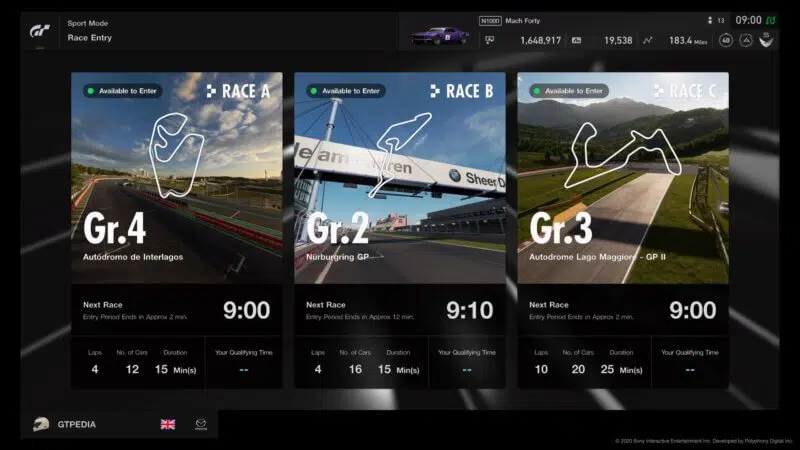 GT
Sport Mode
Race Entry
N1000 Mach Forty
13 09:00
1,648,917 19,538 183.4 Miles 40 S
Available to Enter RACE A
Gr.4
Autódromo de Interlagos
Next Race
Entry Period Ends in Approx 2 min.
9:00
Laps No. of Cars Duration Your Qualifying Time
4 12 15 Min(s) --
Available to Enter RACE B
Gr.2
Nürburgring GP
Next Race
Entry Period Ends in Approx 12 min.
9:10
Laps No. of Cars Duration Your Qualifying Time
4 16 15 Min(s) --
Available to Enter RACE C
Gr.3
Autodrome Lago Maggiore - GP II
Next Race
Entry Period Ends in Approx 2 min.
9:00
Laps No. of Cars Duration Your Qualifying Time
10 20 25 Min(s) --
GTPEDIA
© 2020 Sony Interactive Entertainment Inc. Developed by Polyphony Digital Inc.